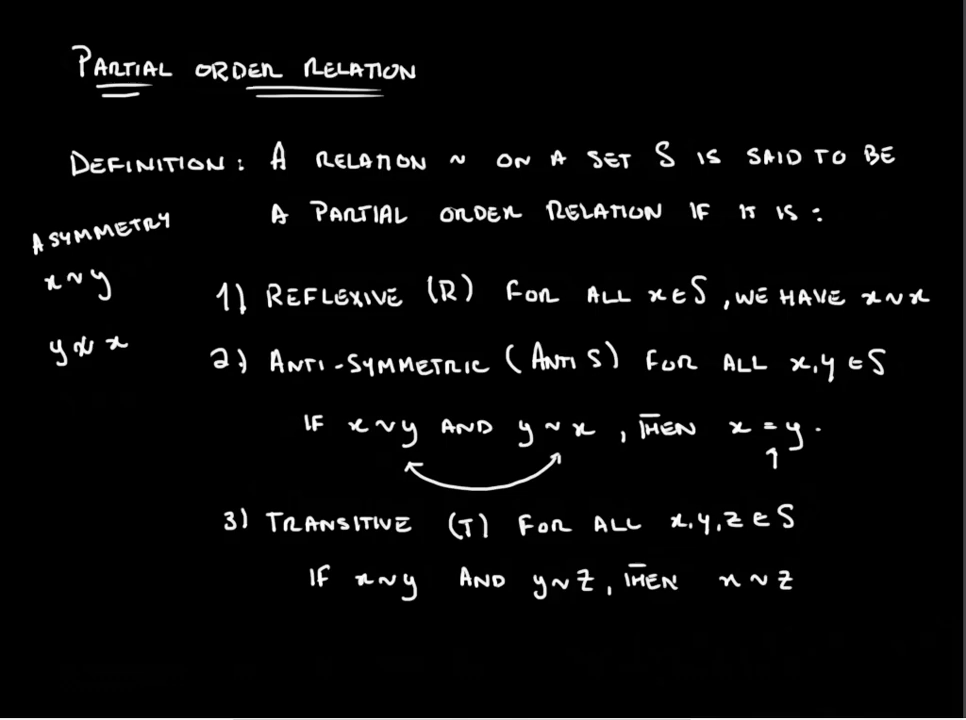 PARTIAL ORDER RELATION
DEFINITION: A RELATION ~ ON A SET S IS SAID TO BE
A PARTIAL ORDER RELATION IF IT IS:
ASYMMETRY
x~y
y≁x
1) REFLEXIVE (R) FOR ALL x∈S, WE HAVE x~x
2) ANTI-SYMMETRIC (ANTI S) FOR ALL x,y ∈ S
IF x~y AND y~x, THEN x=y.
3) TRANSITIVE (T) FOR ALL x,y,z ∈ S
IF x~y AND y~z, THEN x~z